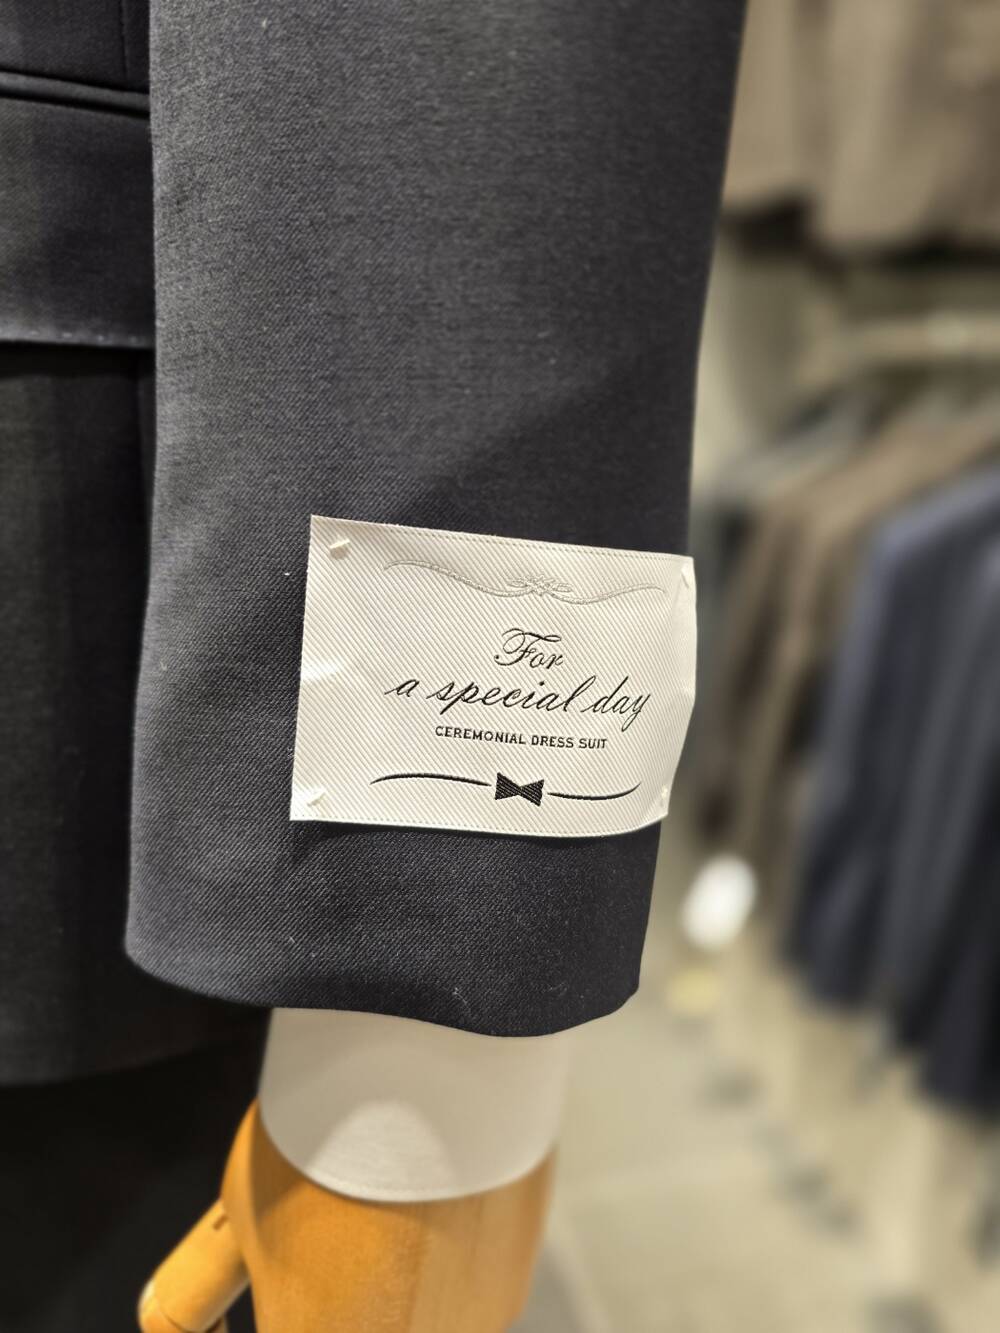 For
a special day
CEREMONIAL DRESS SUIT